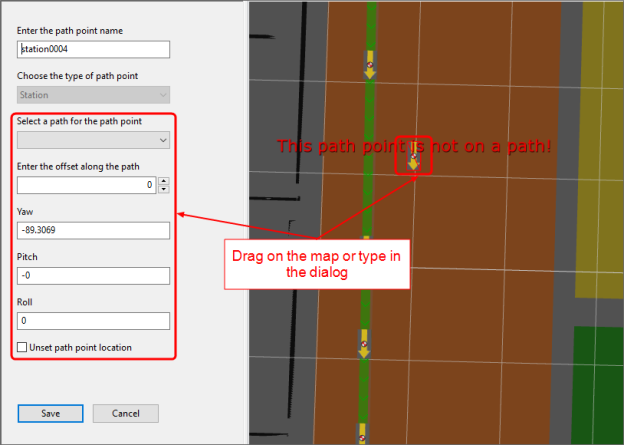 Enter the path point name
station0004
Choose the type of path point
Station
Select a path for the path point
Enter the offset along the path
0
Yaw
-89.3069
Pitch
-0
Roll
0
Unset path point location
Save Cancel
This path point is not on a path!
Drag on the map or type in
the dialog